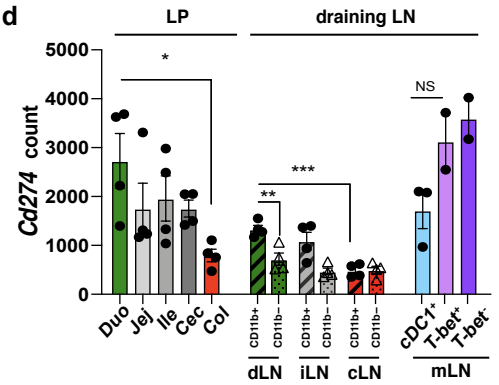 d
LP
draining LN
Cd274 count
5000
4000
3000
2000
1000
0
*
**
***
NS
Duo
Jej
Ile
Cec
Col
CD11b+
CD11b−
CD11b+
CD11b−
CD11b+
CD11b−
cDC1⁺
T-bet⁺
T-bet⁻
dLN
iLN
cLN
mLN